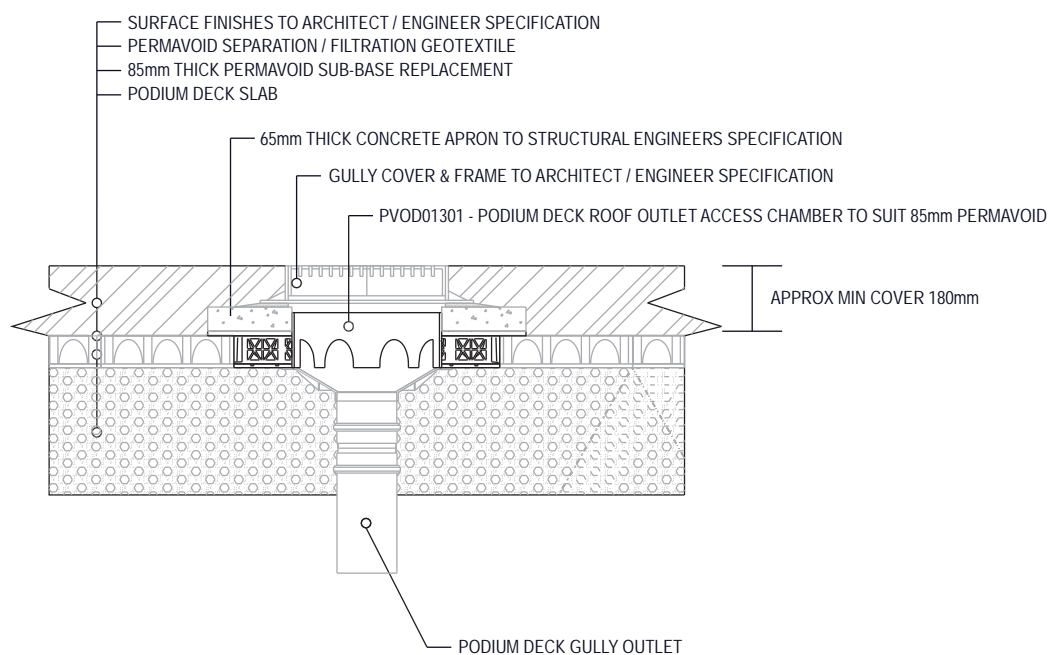 SURFACE FINISHES TO ARCHITECT / ENGINEER SPECIFICATION
PERMAVOID SEPARATION / FILTRATION GEOTEXTILE
85mm THICK PERMAVOID SUB-BASE REPLACEMENT
PODIUM DECK SLAB
65mm THICK CONCRETE APRON TO STRUCTURAL ENGINEERS SPECIFICATION
GULLY COVER & FRAME TO ARCHITECT / ENGINEER SPECIFICATION
PVOD01301 - PODIUM DECK ROOF OUTLET ACCESS CHAMBER TO SUIT 85mm PERMAVOID
APPROX MIN COVER 180mm
PODIUM DECK GULLY OUTLET